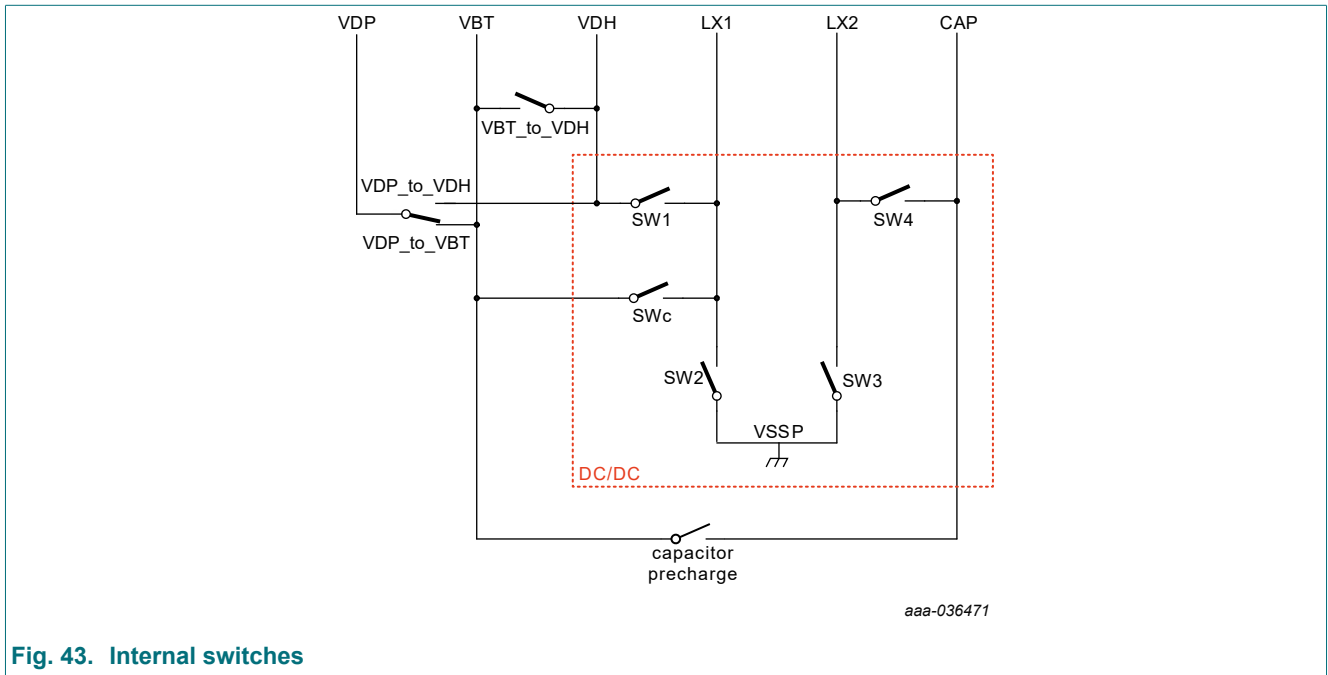 VDP VBT VDH LX1 LX2 CAP
VBT_to_VDH
VDP_to_VDH
SW1
SW4
VDP_to_VBT
SWc
SW2
SW3
VSSP
DC/DC
capacitor
precharge
aaa-036471
Fig. 43. Internal switches